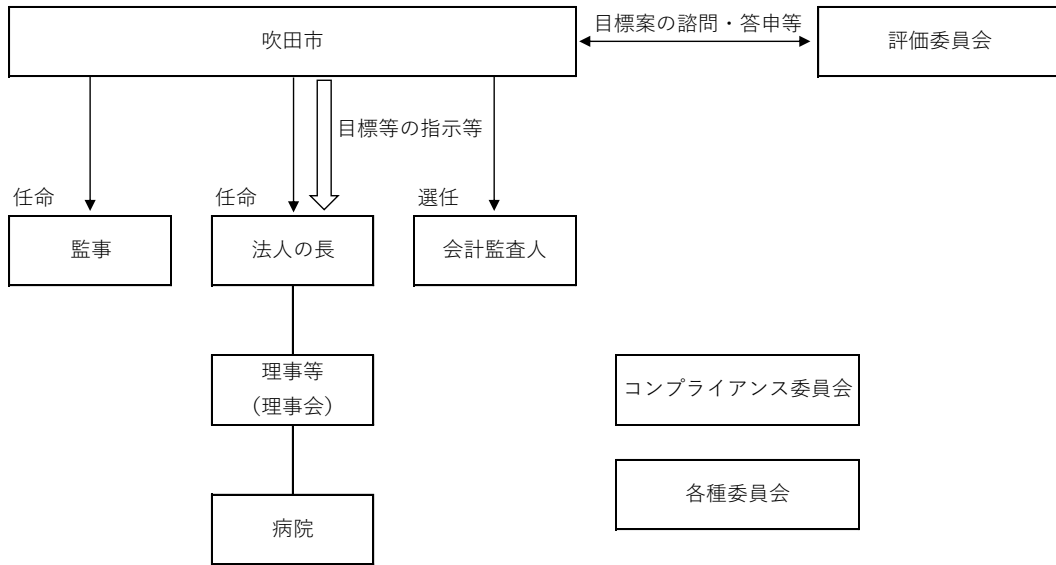 目標案の諮問・答申等
吹田市
評価委員会
目標等の指示等
任命
任命
選任
監事
法人の長
会計監査人
理事等
（理事会）
コンプライアンス委員会
各種委員会
病院